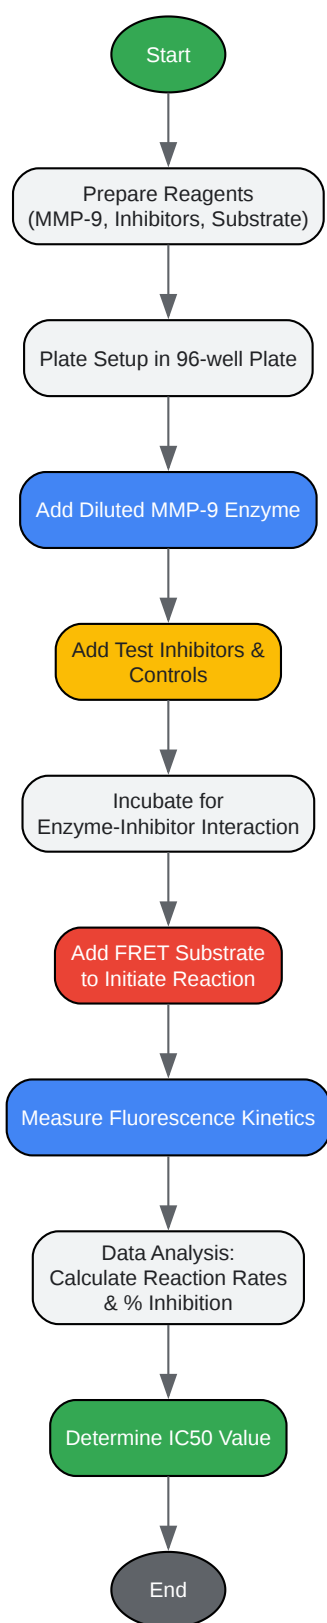 Start
Prepare Reagents
(MMP-9, Inhibitors, Substrate)
Plate Setup in 96-well Plate
Add Diluted MMP-9 Enzyme
Add Test Inhibitors &
Controls
Incubate for
Enzyme-Inhibitor Interaction
Add FRET Substrate
to Initiate Reaction
Measure Fluorescence Kinetics
Data Analysis:
Calculate Reaction Rates
& % Inhibition
Determine IC50 Value
End